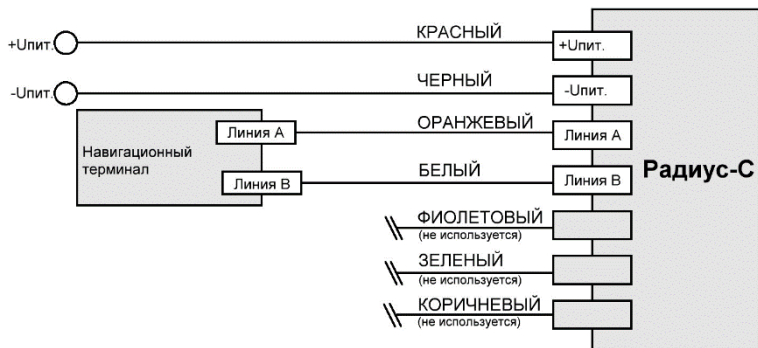 КРАСНЫЙ
+Uпит. +Uпит.
ЧЕРНЫЙ
-Uпит. -Uпит.
ОРАНЖЕВЫЙ
Линия А Линия А
Навигационный
терминал
БЕЛЫЙ
Радиус-С
Линия В Линия В
ФИОЛЕТОВЫЙ
(не используется)
ЗЕЛЕНЫЙ
(не используется)
КОРИЧНЕВЫЙ
(не используется)